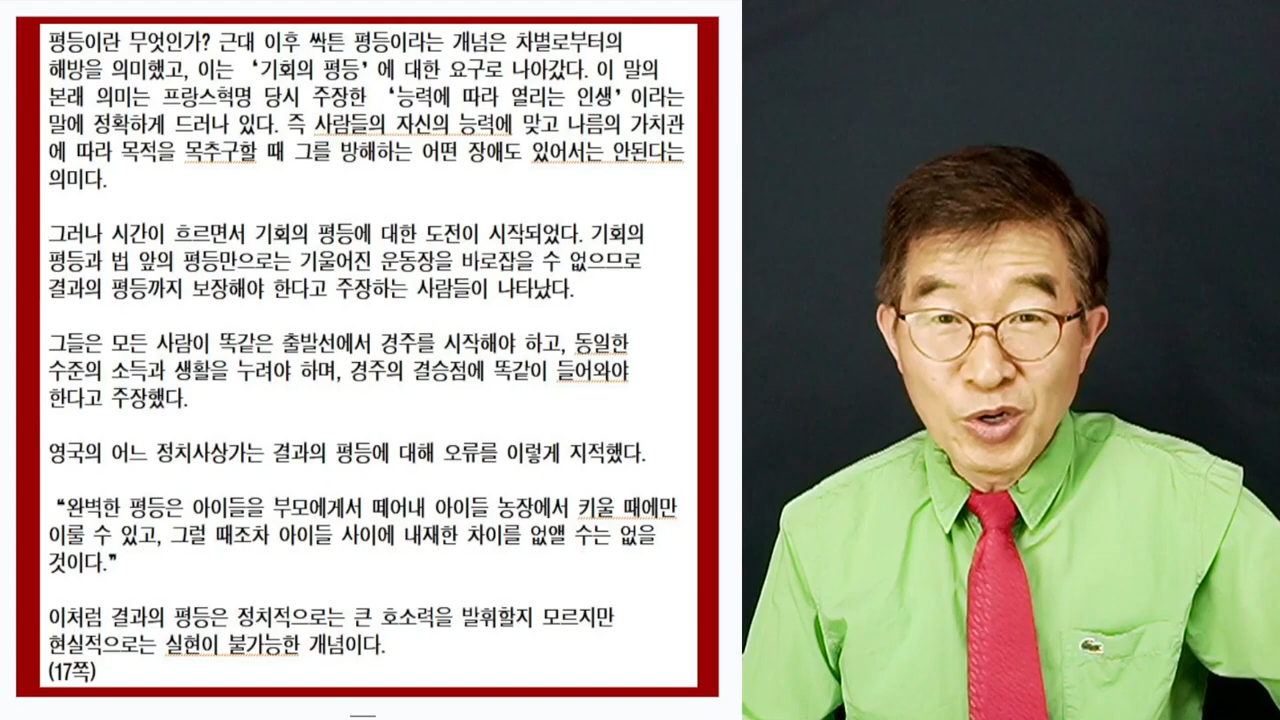 평등이란 무엇인가? 근대 이후 싹튼 평등이라는 개념은 차별로부터의
해방을 의미했고, 이는 ‘기회의 평등’에 대한 요구로 나아갔다. 이 말의
본래 의미는 프랑스혁명 당시 주장한 ‘능력에 따라 열리는 인생’이라는
말에 정확하게 드러나 있다. 즉 사람들의 자신의 능력에 맞고 나름의 가치관
에 따라 목적을 목추구할 때 그를 방해하는 어떤 장애도 있어서는 안된다는
의미다.
그러나 시간이 흐르면서 기회의 평등에 대한 도전이 시작되었다. 기회의
평등과 법 앞의 평등만으로는 기울어진 운동장을 바로잡을 수 없으므로
결과의 평등까지 보장해야 한다고 주장하는 사람들이 나타났다.
그들은 모든 사람이 똑같은 출발선에서 경주를 시작해야 하고, 동일한
수준의 소득과 생활을 누려야 하며, 경주의 결승점에 똑같이 들어와야
한다고 주장했다.
영국의 어느 정치사상가는 결과의 평등에 대해 오류를 이렇게 지적했다.
“완벽한 평등은 아이들을 부모에게서 떼어내 아이들 농장에서 키울 때에만
이룰 수 있고, 그럴 때조차 아이들 사이에 내재한 차이를 없앨 수는 없을
것이다.”
이처럼 결과의 평등은 정치적으로는 큰 호소력을 발휘할지 모르지만
현실적으로는 실현이 불가능한 개념이다.
(17쪽)